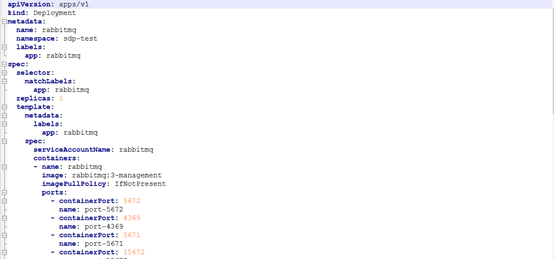 apiVersion: apps/v1
kind: Deployment
metadata:
  name: rabbitmq
  namespace: sdp-test
  labels:
    app: rabbitmq
spec:
  selector:
    matchLabels:
      app: rabbitmq
  replicas: 1
  template:
    metadata:
      labels:
        app: rabbitmq
    spec:
      serviceAccountName: rabbitmq
      containers:
      - name: rabbitmq
        image: rabbitmq:3-management
        imagePullPolicy: IfNotPresent
        ports:
          - containerPort: 5672
            name: port-5672
          - containerPort: 4369
            name: port-4369
          - containerPort: 5671
            name: port-5671
          - containerPort: 15672